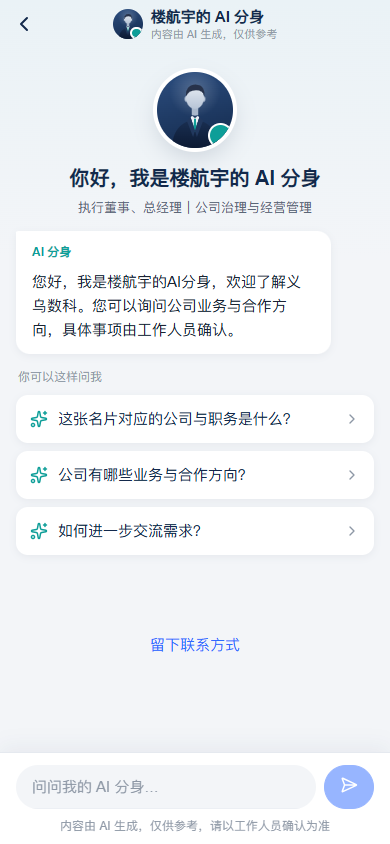 楼航宇的 AI 分身
内容由 AI 生成，仅供参考
你好，我是楼航宇的 AI 分身
执行董事、总经理｜公司治理与经营管理
AI 分身
您好，我是楼航宇的AI分身，欢迎了解义
乌数科。您可以询问公司业务与合作方
向，具体事项由工作人员确认。
你可以这样问我
这张名片对应的公司与职务是什么？
公司有哪些业务与合作方向？
如何进一步交流需求？
留下联系方式
问问我的 AI 分身...
内容由 AI 生成，仅供参考，请以工作人员确认为准